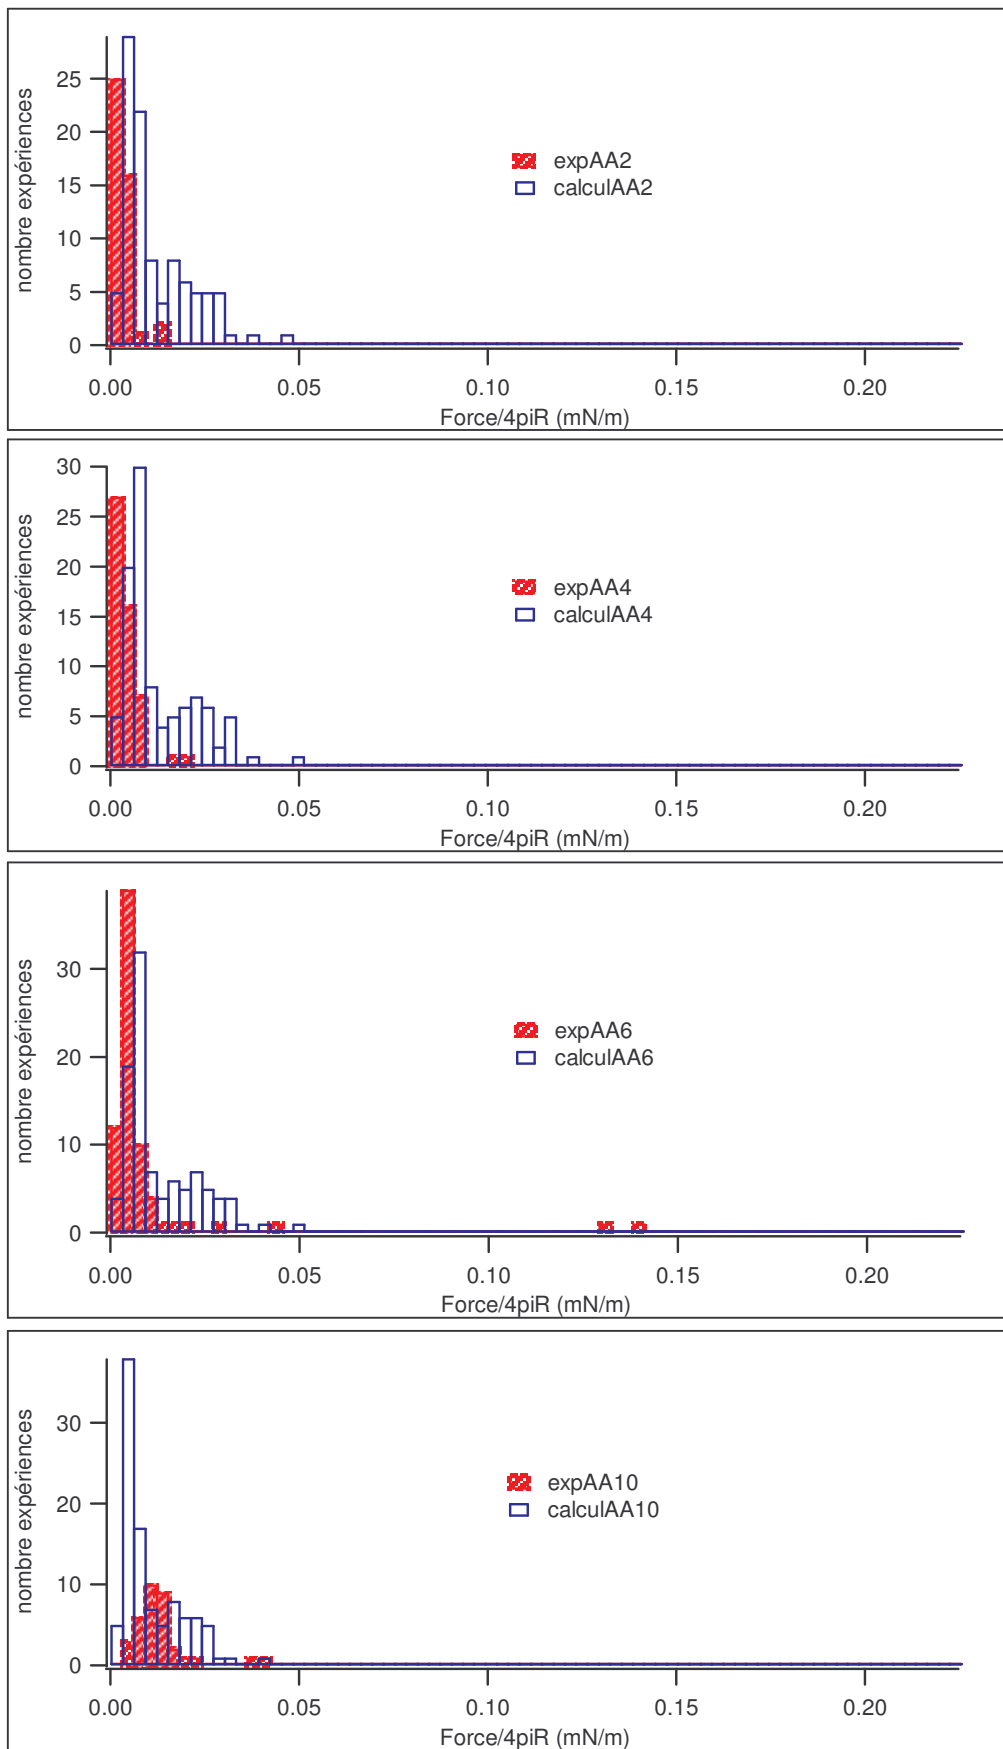 25
20
15
10
5
0
nombre expériences
expAA2
calculAA2
0.00 0.05 0.10 0.15 0.20
Force/4piR (mN/m)
30
25
20
15
10
5
0
nombre expériences
expAA4
calculAA4
0.00 0.05 0.10 0.15 0.20
Force/4piR (mN/m)
30
20
10
0
nombre expériences
expAA6
calculAA6
0.00 0.05 0.10 0.15 0.20
Force/4piR (mN/m)
30
20
10
0
nombre expériences
expAA10
calculAA10
0.00 0.05 0.10 0.15 0.20
Force/4piR (mN/m)